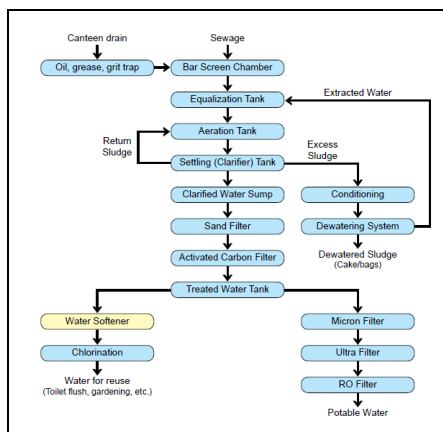 Canteen drain
Sewage
Oil, grease, grit trap
Bar Screen Chamber
Equalization Tank
Extracted Water
Aeration Tank
Return
Sludge
Excess
Sludge
Settling (Clarifier) Tank
Clarified Water Sump
Conditioning
Sand Filter
Dewatering System
Activated Carbon Filter
Dewatered Sludge
(Cake/bags)
Treated Water Tank
Water Softener
Micron Filter
Chlorination
Ultra Filter
Water for reuse
(Toilet flush, gardening, etc.)
RO Filter
Potable Water